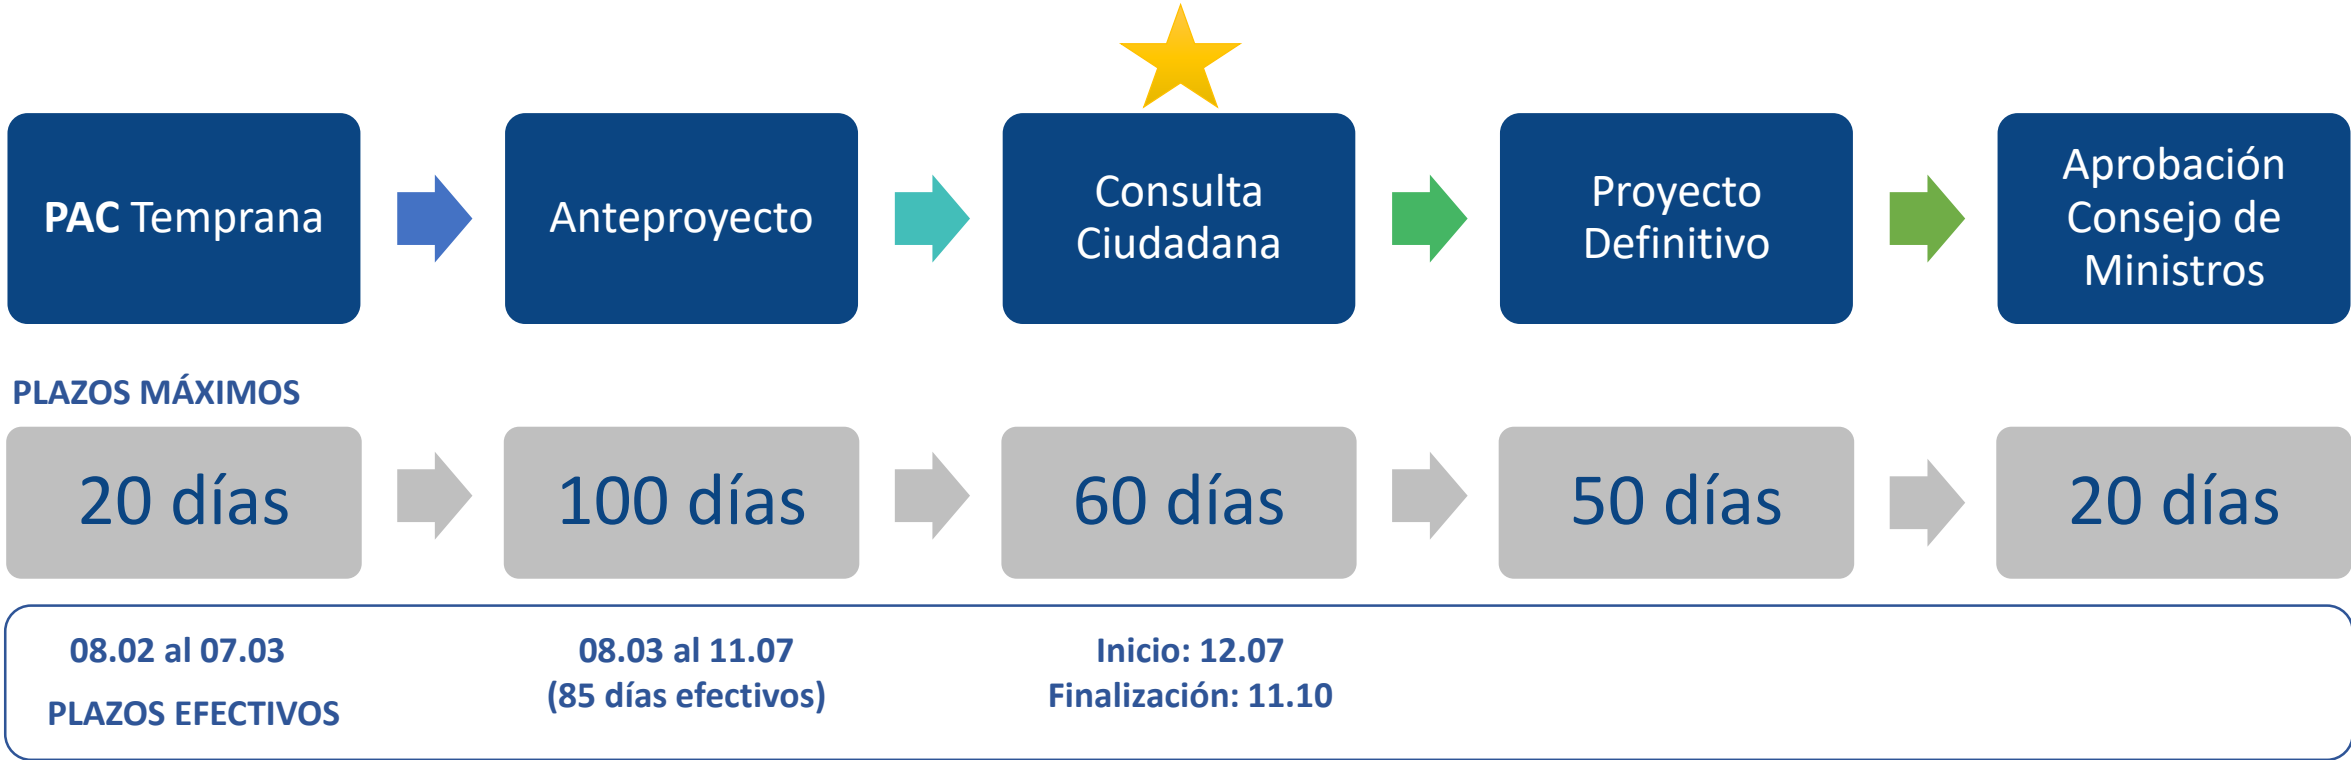 PAC Temprana
Anteproyecto
Consulta
Ciudadana
Proyecto
Definitivo
Aprobación
Consejo de
Ministros
PLAZOS MÁXIMOS
20 días
100 días
60 días
50 días
20 días
08.02 al 07.03
PLAZOS EFECTIVOS
08.03 al 11.07
(85 días efectivos)
Inicio: 12.07
Finalización: 11.10